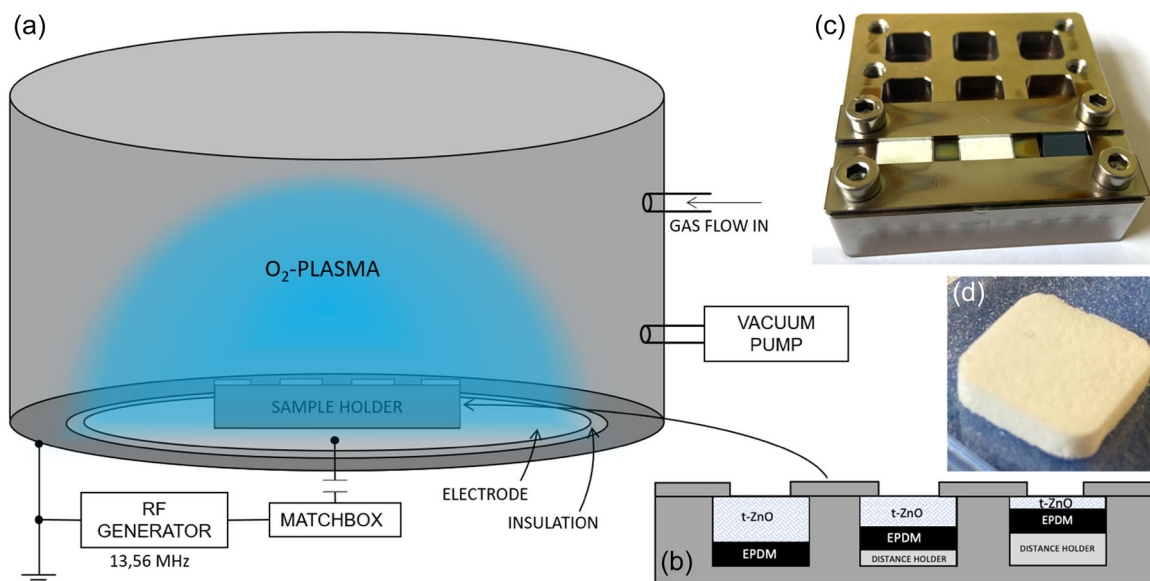 (a)
O₂-PLASMA
GAS FLOW IN
VACUUM
PUMP
SAMPLE HOLDER
ELECTRODE
INSULATION
RF
GENERATOR
MATCHBOX
13,56 MHz
(c)
(d)
(b)
t-ZnO
EPDM
t-ZnO
EPDM
DISTANCE HOLDER
t-ZnO
EPDM
DISTANCE HOLDER